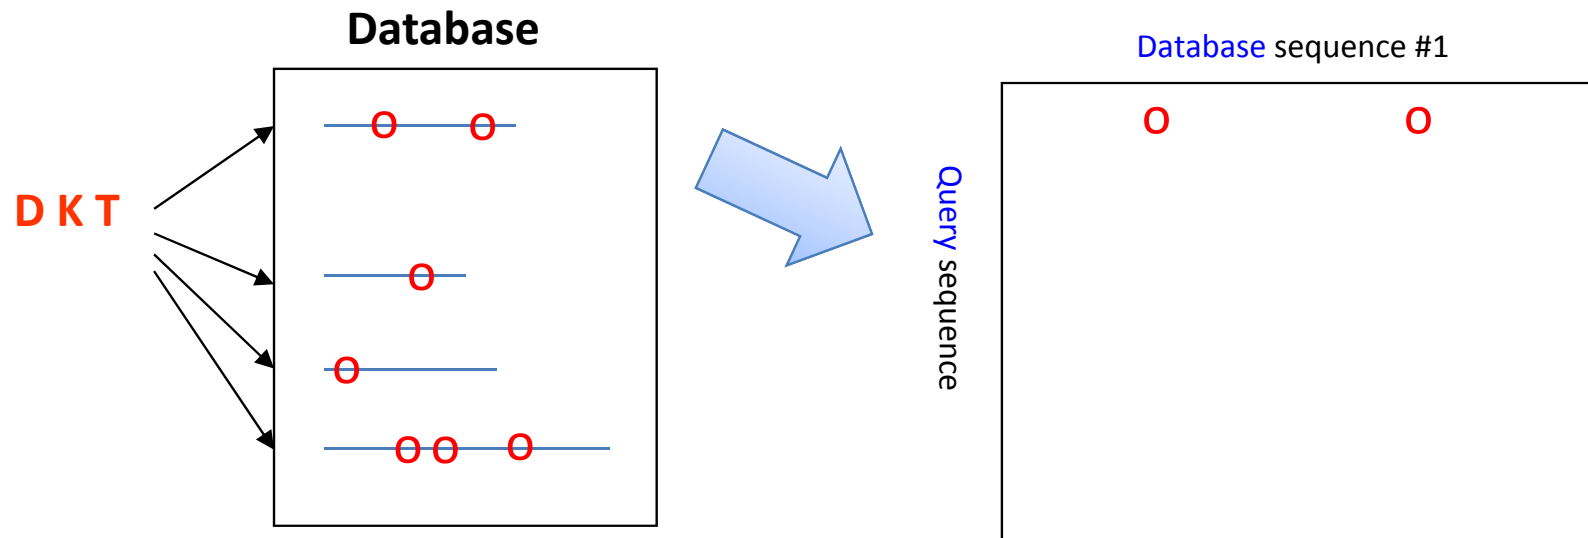 Database
D K T
O O
O
O
O O O
Database sequence #1
Query sequence
O O